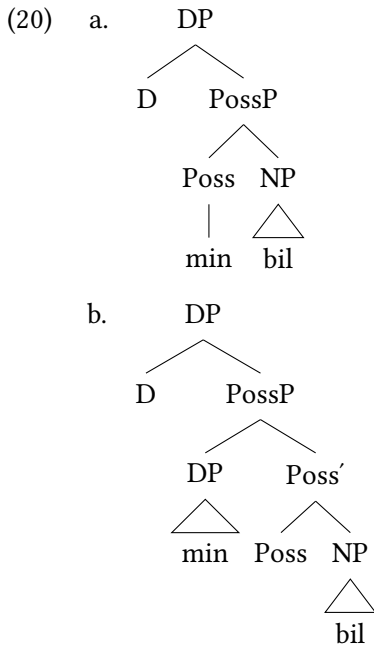 (20) a. DP
D PossP
Poss NP
min bil
b. DP
D PossP
DP Poss′
min Poss NP
bil